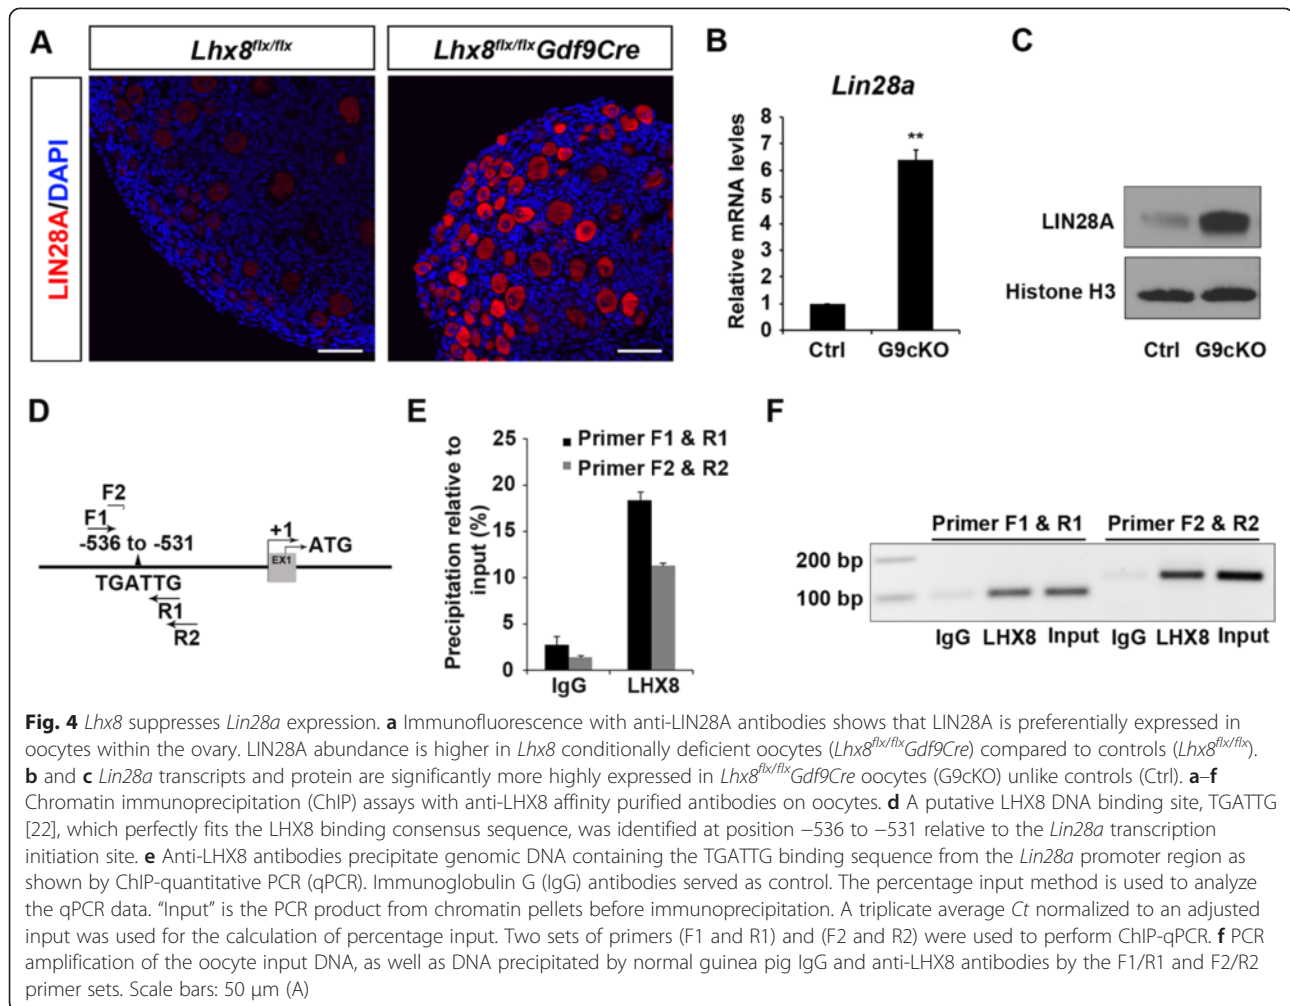 A
Lhx8flx/flx
Lhx8flx/flxGdf9Cre
LIN28A/DAPI
B
Lin28a
Relative mRNA levles
8
7
6
5
4
3
2
1
0
**
Ctrl
G9cKO
C
LIN28A
Histone H3
Ctrl G9cKO
D
F2
F1
-536 to -531
+1
ATG
EX1
TGATTG
R1
R2
E
Precipitation relative to
input (%)
25
20
15
10
5
0
Primer F1 & R1
Primer F2 & R2
IgG
LHX8
F
Primer F1 & R1
Primer F2 & R2
200 bp
100 bp
IgG LHX8 Input
IgG LHX8 Input
Fig. 4 Lhx8 suppresses Lin28a expression. a Immunofluorescence with anti-LIN28A antibodies shows that LIN28A is preferentially expressed in
oocytes within the ovary. LIN28A abundance is higher in Lhx8 conditionally deficient oocytes (Lhx8flx/flxGdf9Cre) compared to controls (Lhx8flx/flx).
b and c Lin28a transcripts and protein are significantly more highly expressed in Lhx8flx/flxGdf9Cre oocytes (G9cKO) unlike controls (Ctrl). a–f
Chromatin immunoprecipitation (ChIP) assays with anti-LHX8 affinity purified antibodies on oocytes. d A putative LHX8 DNA binding site, TGATTG
[22], which perfectly fits the LHX8 binding consensus sequence, was identified at position −536 to −531 relative to the Lin28a transcription
initiation site. e Anti-LHX8 antibodies precipitate genomic DNA containing the TGATTG binding sequence from the Lin28a promoter region as
shown by ChIP-quantitative PCR (qPCR). Immunoglobulin G (IgG) antibodies served as control. The percentage input method is used to analyze
the qPCR data. “Input” is the PCR product from chromatin pellets before immunoprecipitation. A triplicate average Ct normalized to an adjusted
input was used for the calculation of percentage input. Two sets of primers (F1 and R1) and (F2 and R2) were used to perform ChIP-qPCR. f PCR
amplification of the oocyte input DNA, as well as DNA precipitated by normal guinea pig IgG and anti-LHX8 antibodies by the F1/R1 and F2/R2
primer sets. Scale bars: 50 μm (A)